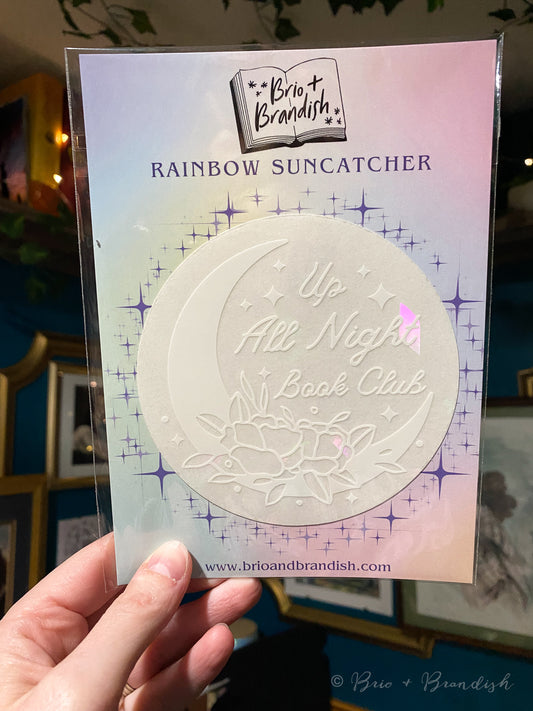 Brio +
Brandish
RAINBOW SUNCATCHER
Up
All Night
Book Club
www.brioandbrandish.com
© Brio + Brandish